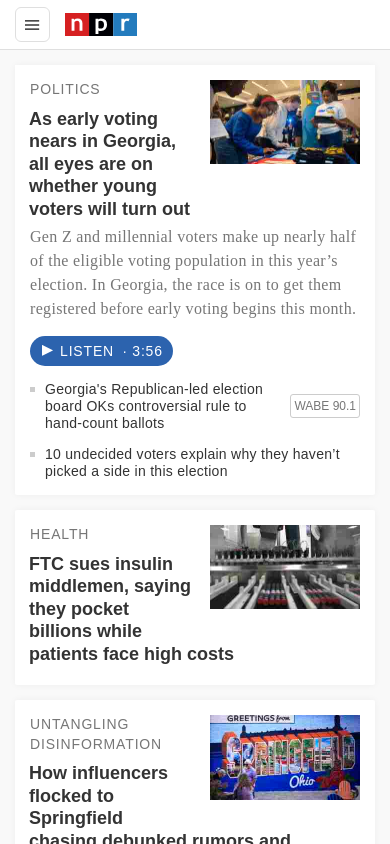 npr
POLITICS
As early voting
nears in Georgia,
all eyes are on
whether young
voters will turn out
Gen Z and millennial voters make up nearly half
of the eligible voting population in this year’s
election. In Georgia, the race is on to get them
registered before early voting begins this month.
LISTEN · 3:56
Georgia's Republican-led election
board OKs controversial rule to
hand-count ballots
WABE 90.1
10 undecided voters explain why they haven’t
picked a side in this election
HEALTH
FTC sues insulin
middlemen, saying
they pocket
billions while
patients face high costs
UNTANGLING
DISINFORMATION
GREETINGS from
SPRINGFIELD
Ohio
How influencers
flocked to
Springfield
chasing debunked rumors and